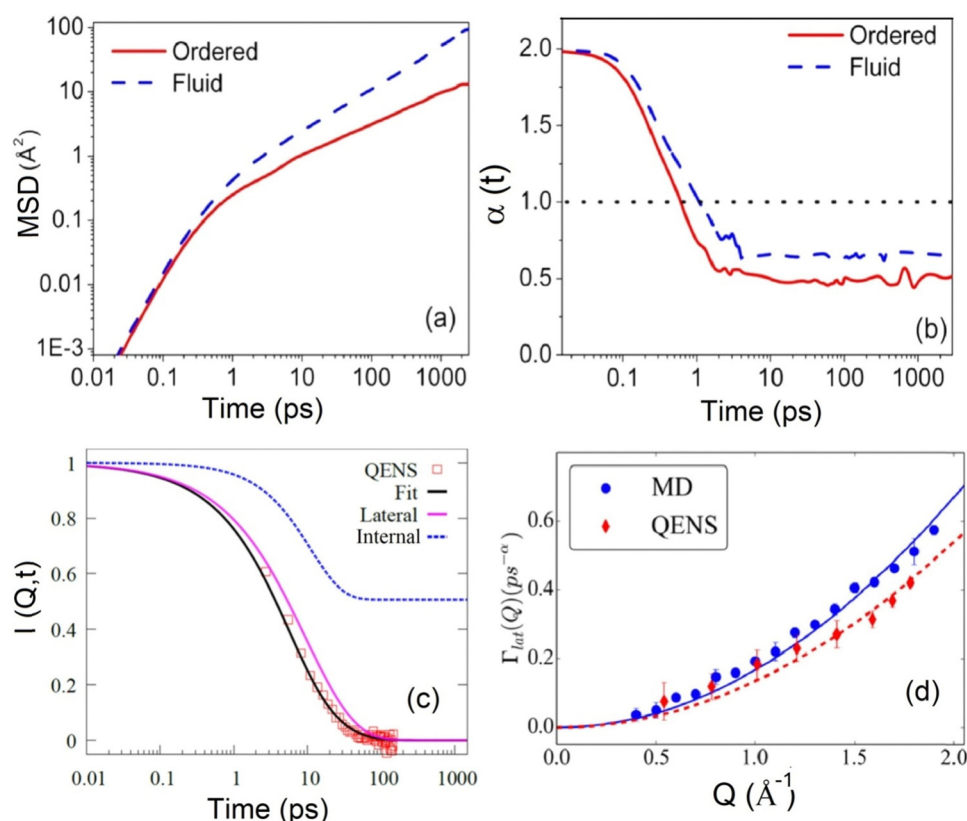 100
10
1
0.1
0.01
1E-3
MSD (Å²)
Ordered
Fluid
(a)
0.01 0.1 1 10 100 1000
Time (ps)
2.0
1.5
1.0
0.5
0.0
α (t)
Ordered
Fluid
(b)
0.1 1 10 100 1000
Time (ps)
1
0.8
0.6
0.4
0.2
0
I (Q,t)
QENS
Fit
Lateral
Internal
(c)
0.01 0.1 1 10 100 1000
Time (ps)
0.6
0.4
0.2
0.0
Γlat(Q)(ps^-α)
MD
QENS
(d)
0.0 0.5 1.0 1.5 2.0
Q (Å⁻¹)